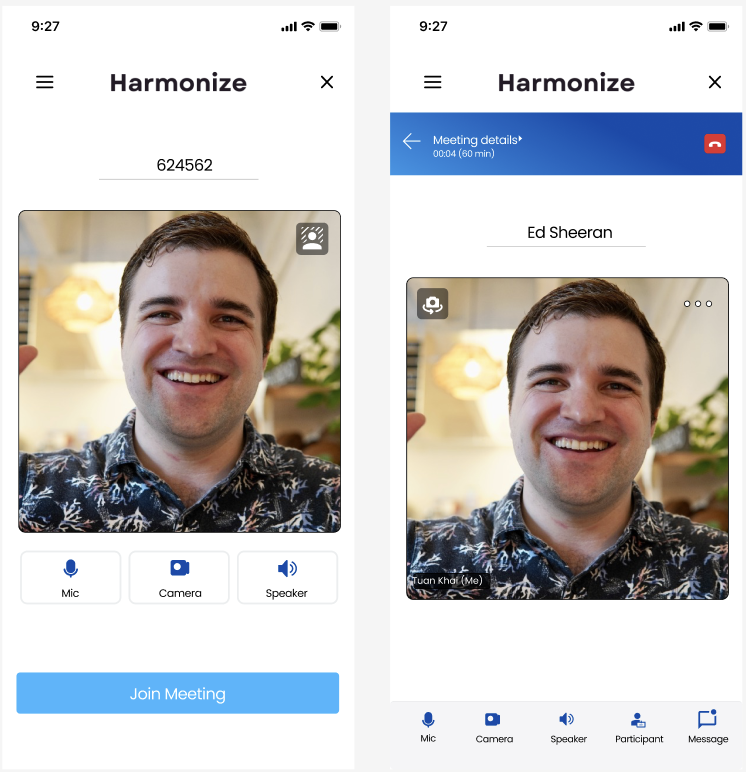 9:27
Harmonize
624562
Mic
Camera
Speaker
Join Meeting
9:27
Harmonize
Meeting details
00:04 (60 min)
Ed Sheeran
Tuan Khai (Me)
Mic
Camera
Speaker
Participant
Message